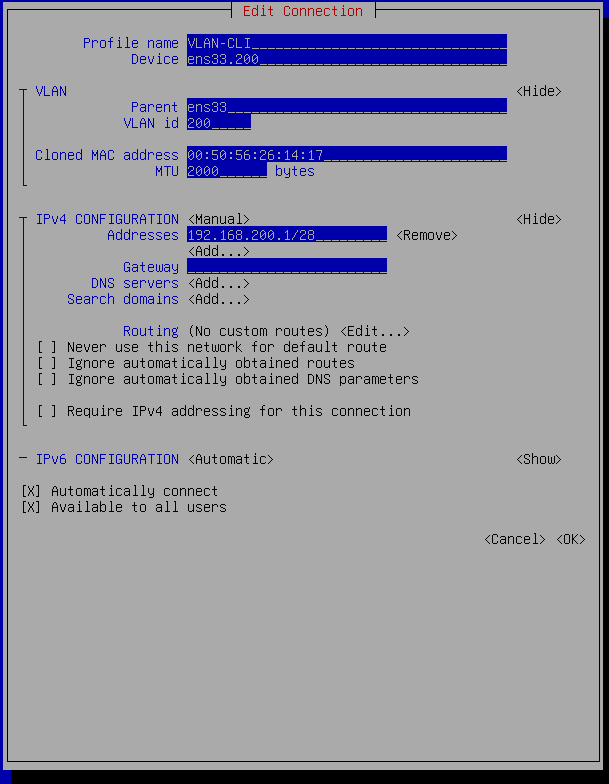 Edit Connection
Profile name VLAN-CLI
Device ens33.200
VLAN <Hide>
Parent ens33
VLAN id 200
Cloned MAC address 00:50:56:26:14:17
MTU 2000 bytes
IPv4 CONFIGURATION <Manual> <Hide>
Addresses 192.168.200.1/28 <Remove>
<Add...>
Gateway
DNS servers <Add...>
Search domains <Add...>
Routing (No custom routes) <Edit...>
[ ] Never use this network for default route
[ ] Ignore automatically obtained routes
[ ] Ignore automatically obtained DNS parameters
[ ] Require IPv4 addressing for this connection
IPv6 CONFIGURATION <Automatic> <Show>
[X] Automatically connect
[X] Available to all users
<Cancel> <OK>